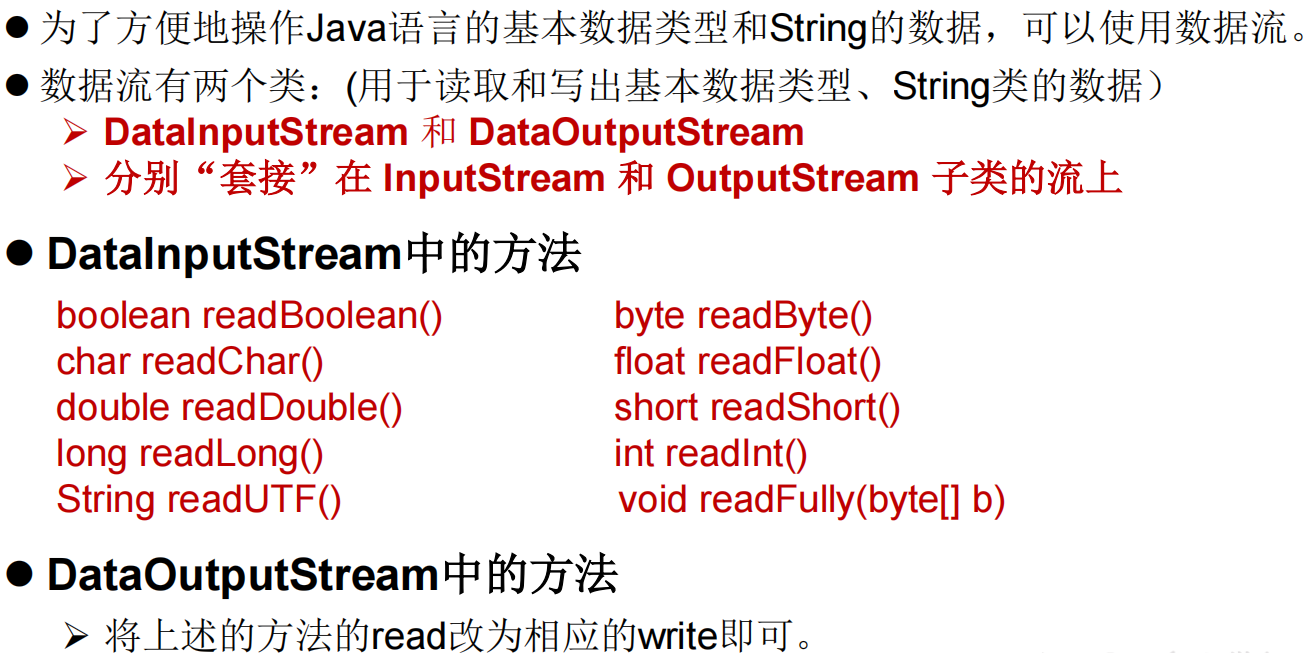 ● 为了方便地操作Java语言的基本数据类型和String的数据，可以使用数据流。
● 数据流有两个类：(用于读取和写出基本数据类型、String类的数据）
➢ DataInputStream 和 DataOutputStream
➢ 分别“套接”在 InputStream 和 OutputStream 子类的流上
● DataInputStream中的方法
boolean readBoolean() byte readByte()
char readChar() float readFloat()
double readDouble() short readShort()
long readLong() int readInt()
String readUTF() void readFully(byte[] b)
● DataOutputStream中的方法
➢ 将上述的方法的read改为相应的write即可。